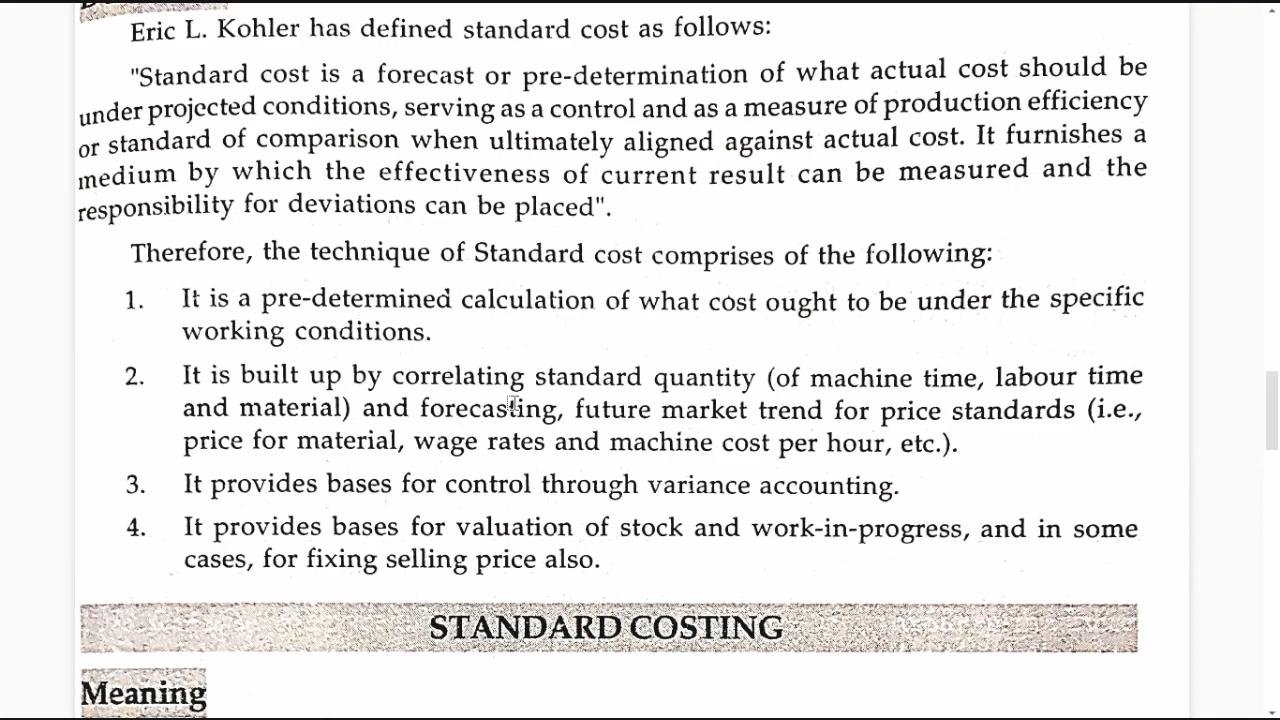 Eric L. Kohler has defined standard cost as follows:
"Standard cost is a forecast or pre-determination of what actual cost should be
under projected conditions, serving as a control and as a measure of production efficiency
or standard of comparison when ultimately aligned against actual cost. It furnishes a
medium by which the effectiveness of current result can be measured and the
responsibility for deviations can be placed".
Therefore, the technique of Standard cost comprises of the following:
1. It is a pre-determined calculation of what cost ought to be under the specific
working conditions.
2. It is built up by correlating standard quantity (of machine time, labour time
and material) and forecasting, future market trend for price standards (i.e.,
price for material, wage rates and machine cost per hour, etc.).
3. It provides bases for control through variance accounting.
4. It provides bases for valuation of stock and work-in-progress, and in some
cases, for fixing selling price also.
STANDARD COSTING
Meaning